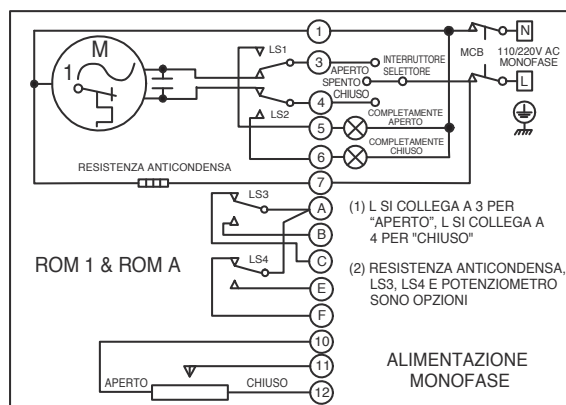 M
1
LS1
LS2
1
3
4
5
6
7
APERTO
SPENTO
CHIUSO
INTERRUTTORE
SELETTORE
COMPLETAMENTE
APERTO
COMPLETAMENTE
CHIUSO
MCB
N
110/220V AC
MONOFASE
L
RESISTENZA ANTICONDENSA
LS3
LS4
A
B
C
E
F
10
11
12
ROM 1 & ROM A
(1) L SI COLLEGA A 3 PER
“APERTO”, L SI COLLEGA A
4 PER "CHIUSO"
(2) RESISTENZA ANTICONDENSA,
LS3, LS4 E POTENZIOMETRO
SONO OPZIONI
APERTO
CHIUSO
ALIMENTAZIONE
MONOFASE